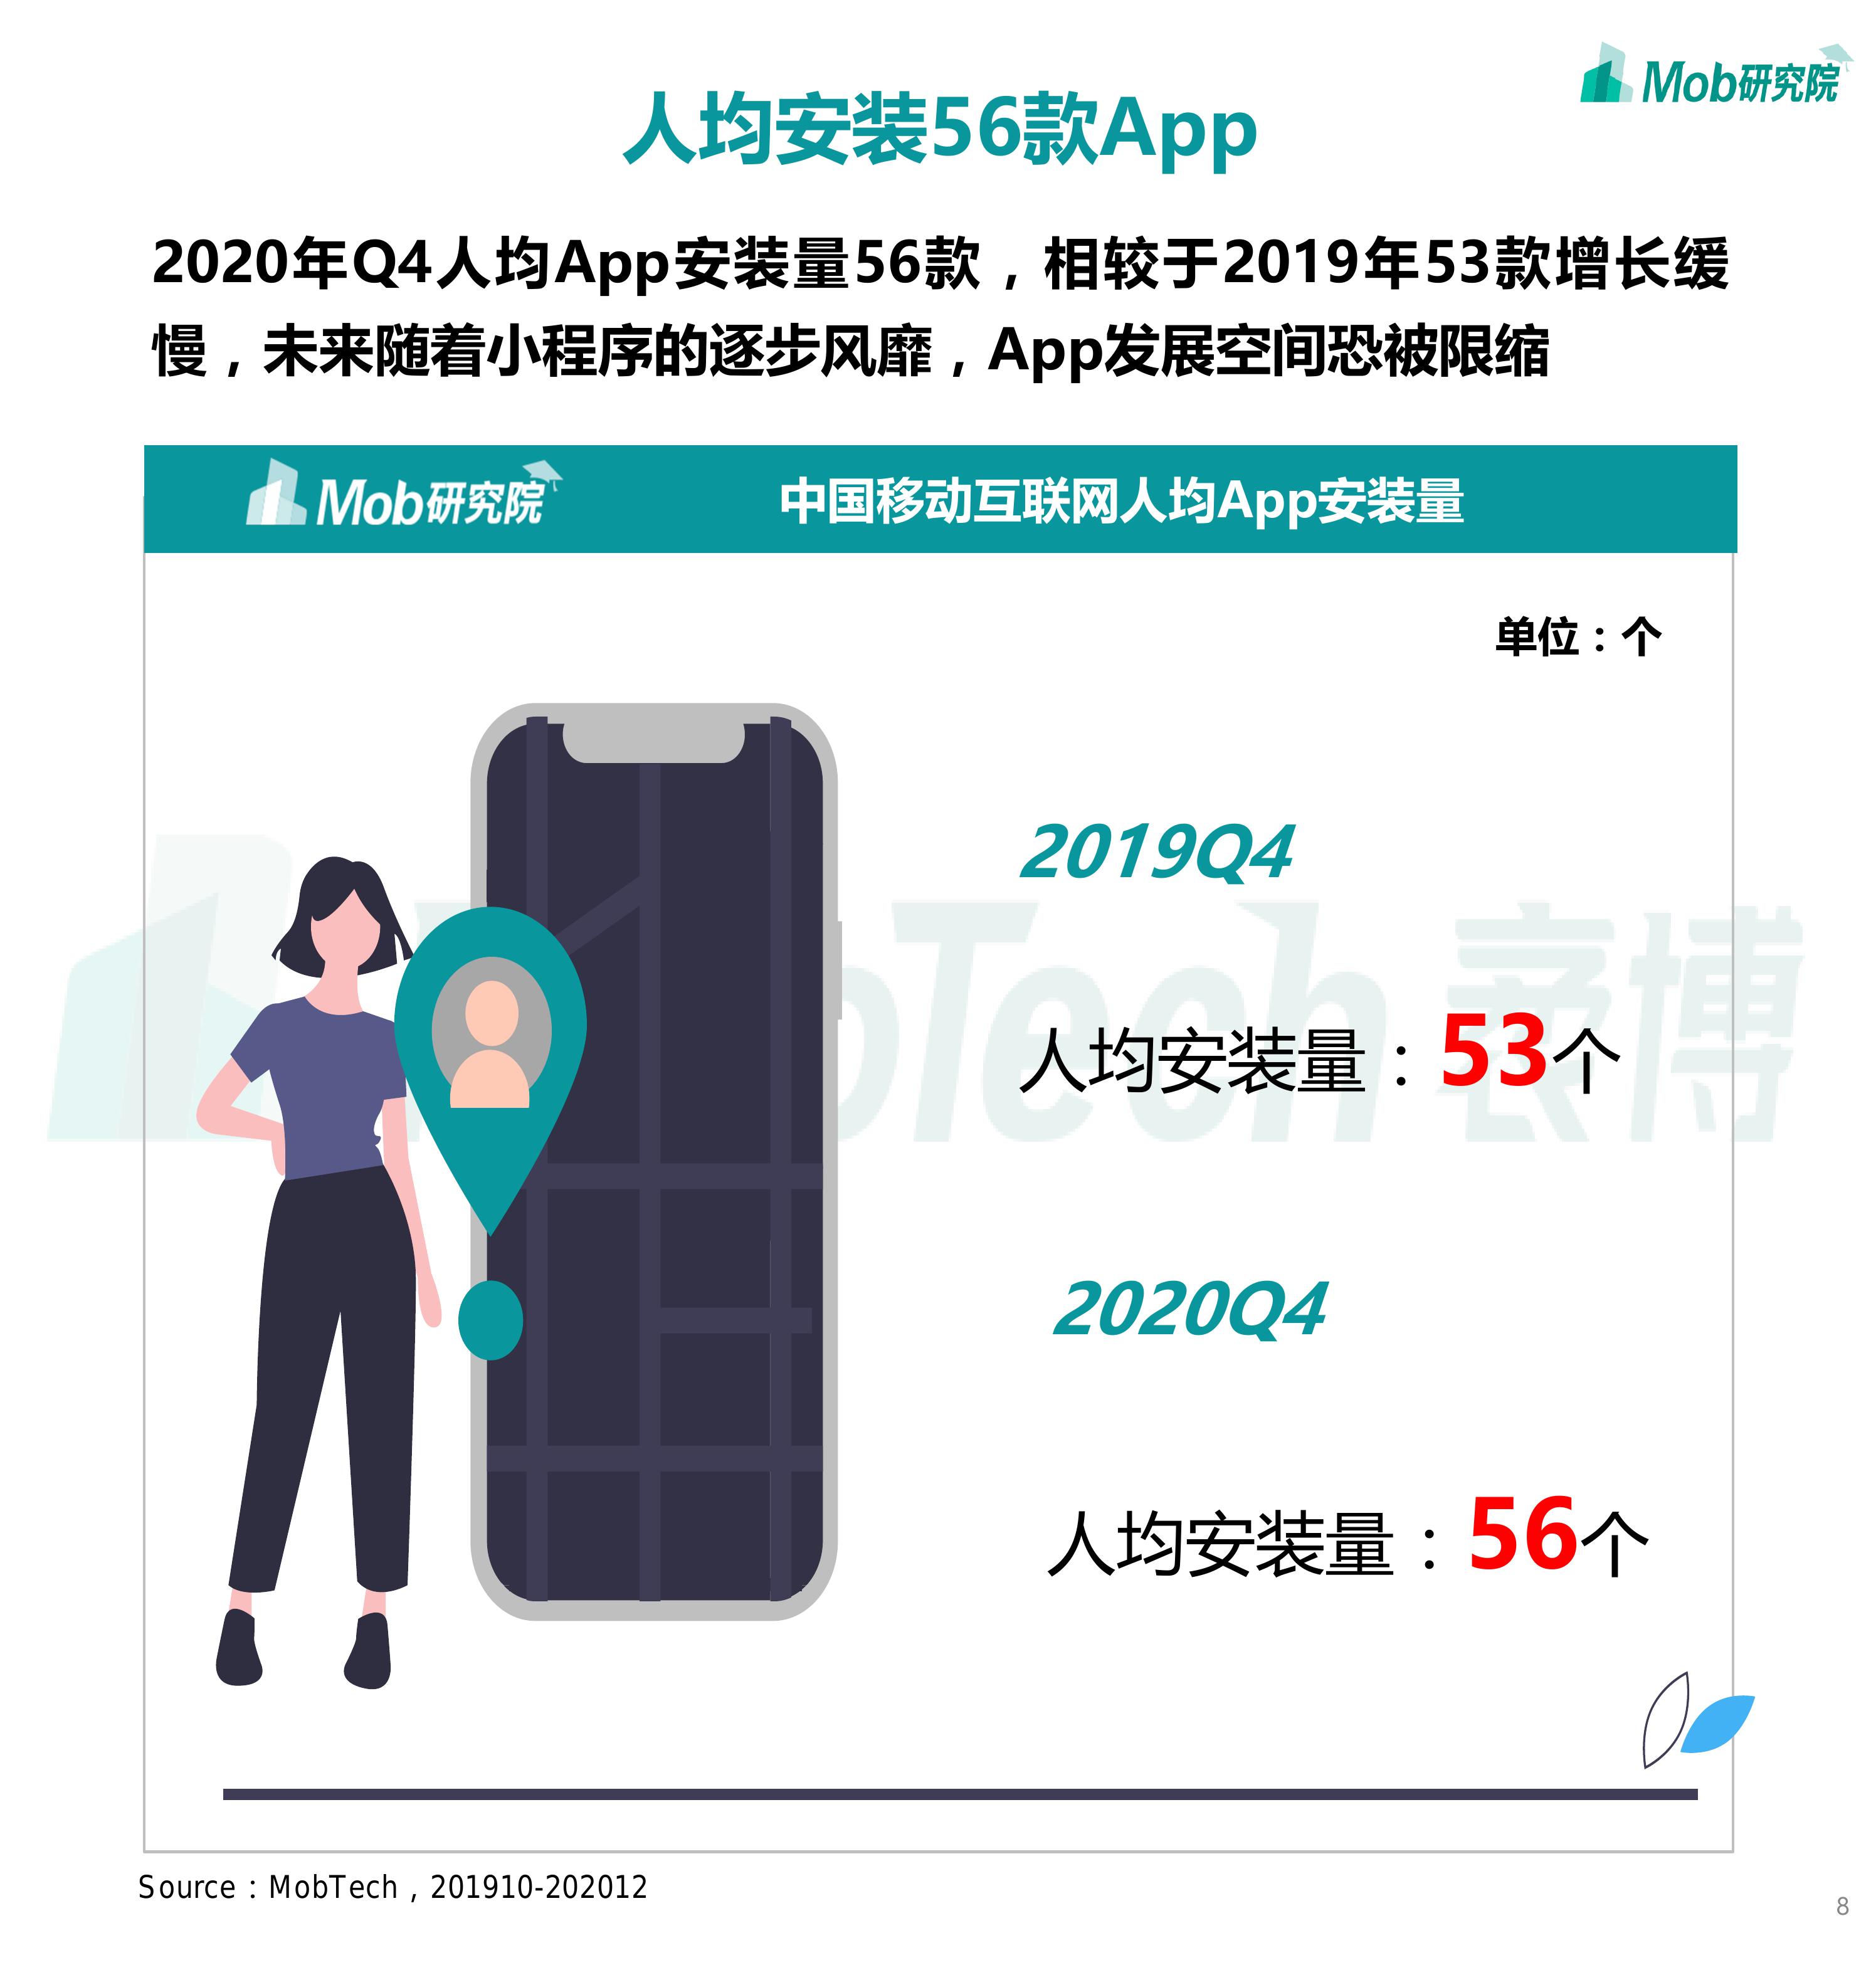 Mob研究院
人均安装56款App
2020年Q4人均App安装量56款，相较于2019年53款增长缓
慢，未来随着小程序的逐步风靡，App发展空间恐被限缩
Mob研究院
中国移动互联网人均App安装量
单位：个
2019Q4
MobTech 袤博
人均安装量：53个
2020Q4
人均安装量：56个
Source：MobTech，201910-202012
8